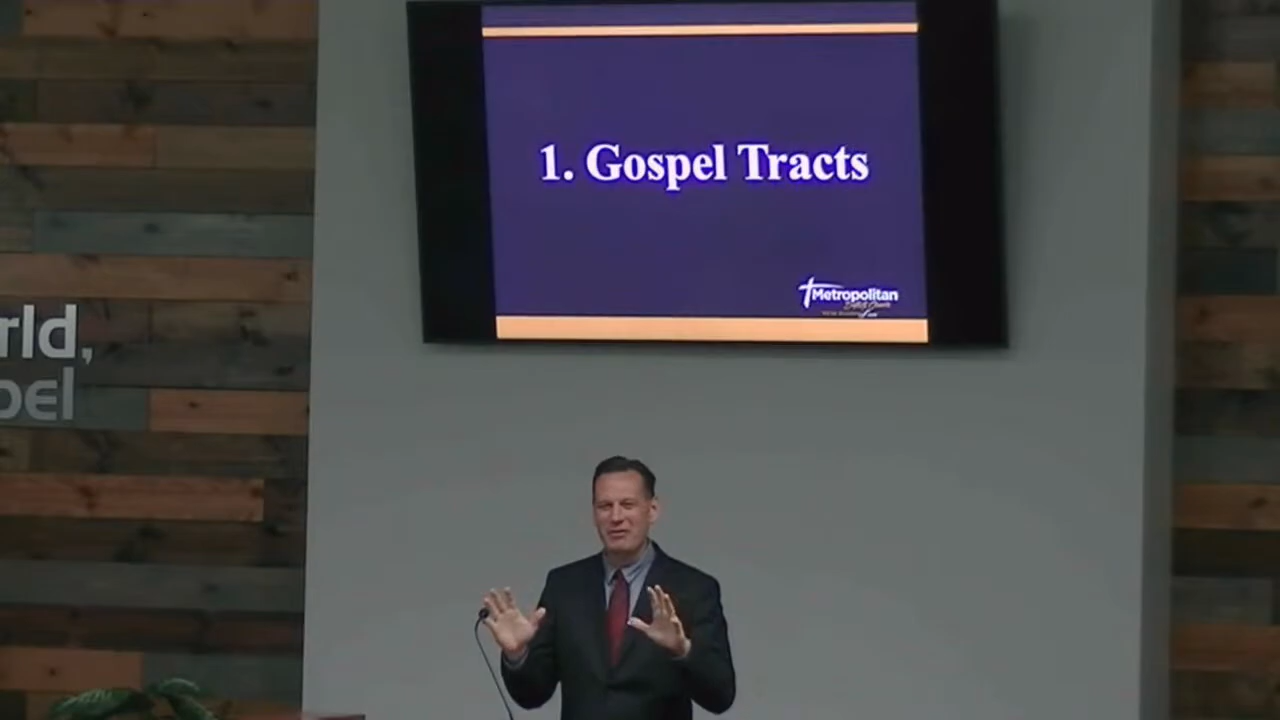 1. Gospel Tracts
Metropolitan
rld,
pel